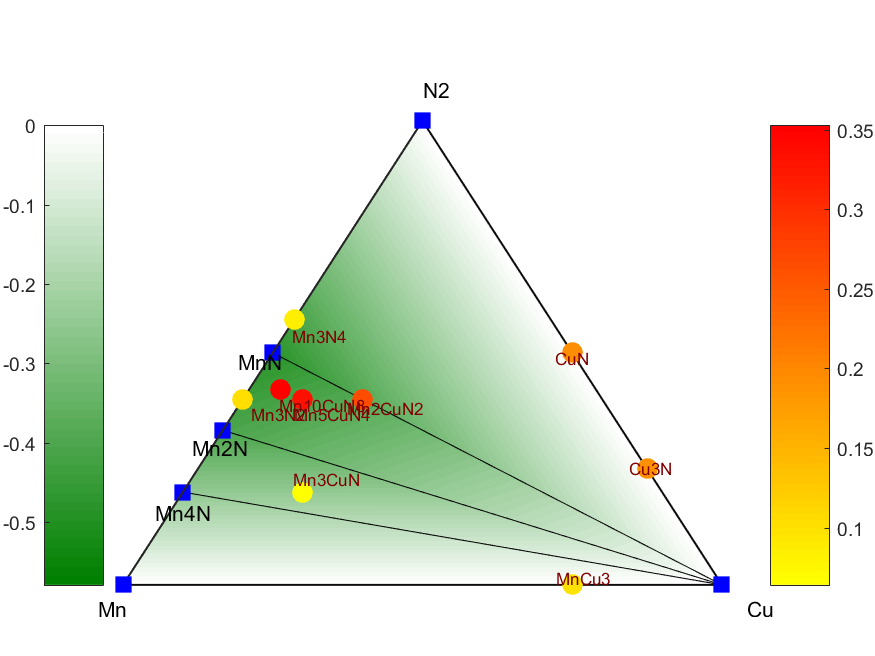 N2
0
-0.1
-0.2
-0.3
-0.4
-0.5
0.35
0.3
0.25
0.2
0.15
0.1
Mn3N4
MnN
CuN
Mn10CuN8
Mn2CuN2
Mn3N2
Mn5CuN4
Mn2N
Cu3N
Mn3CuN
Mn4N
MnCu3
Mn
Cu